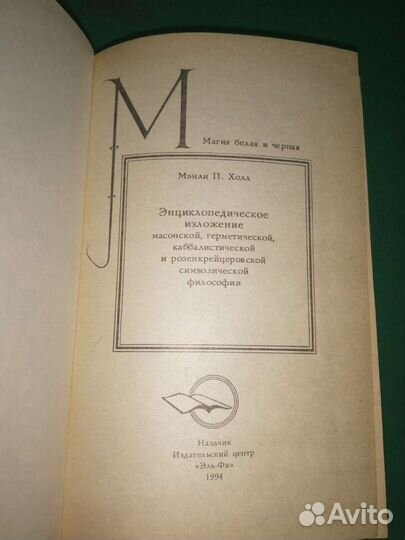 М
Магия белая и черная
Мэнли П. Холл
Энциклопедическое
изложение
масонской, герметической,
каббалистической
и розенкрейцеровской
символической
философии
Нальчик
Издательский центр
«Эль-Фа»
1994
Avito